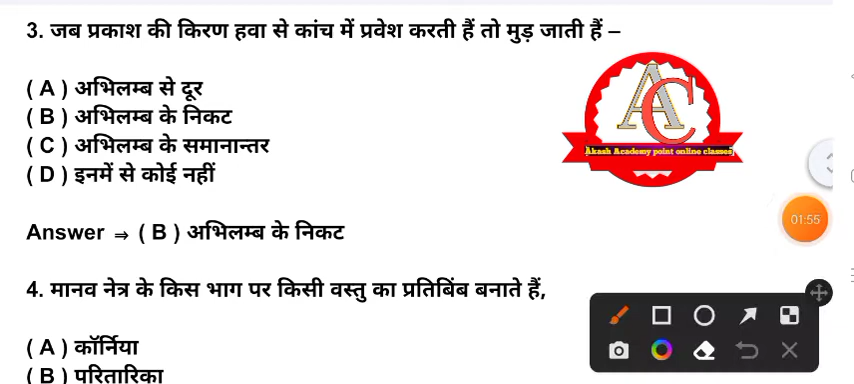 3. जब प्रकाश की किरण हवा से कांच में प्रवेश करती हैं तो मुड़ जाती हैं –
( A ) अभिलम्ब से दूर
( B ) अभिलम्ब के निकट
( C ) अभिलम्ब के समानान्तर
( D ) इनमें से कोई नहीं
AC
Akash Academy point online classes
01:55
Answer ⇒ ( B ) अभिलम्ब के निकट
4. मानव नेत्र के किस भाग पर किसी वस्तु का प्रतिबिंब बनाते हैं,
( A ) कॉर्निया
( B ) परितारिका